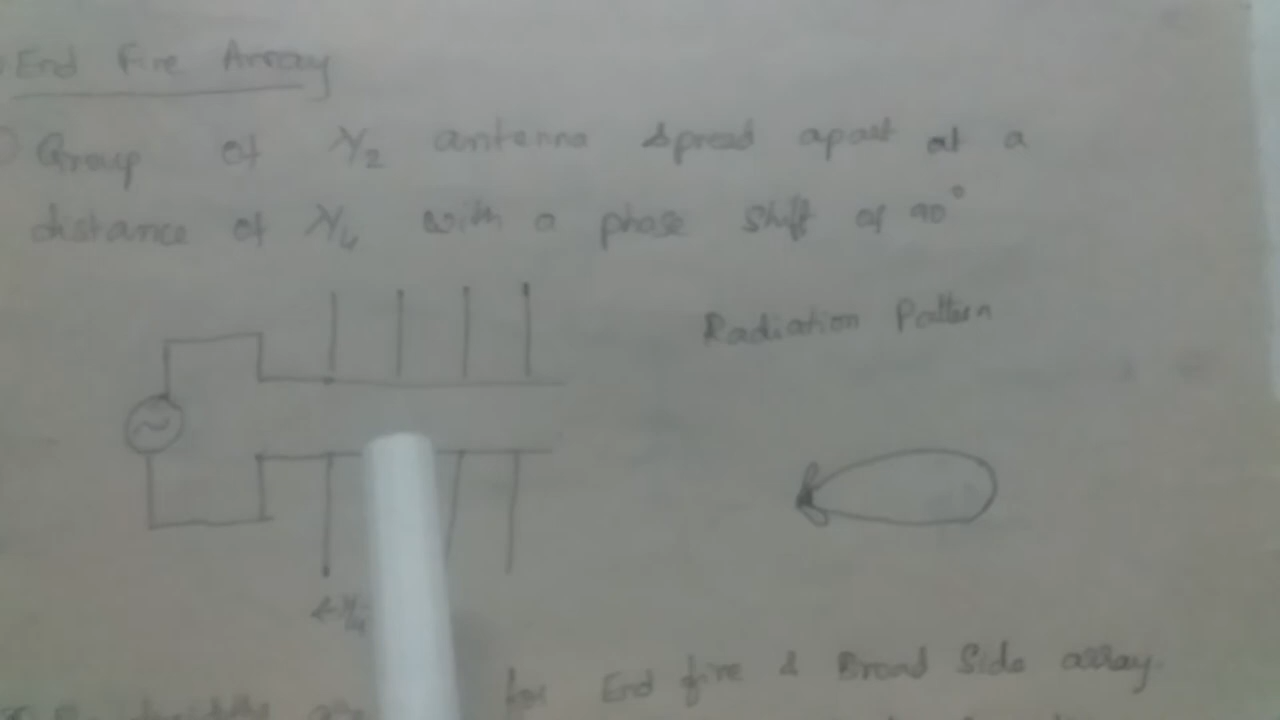 End Fire Array
Group of λ/2 antenna spread apart at a
distance of λ/4 with a phase shift of 90°
Radiation Pattern
λ/4
for End fire & Broad Side array